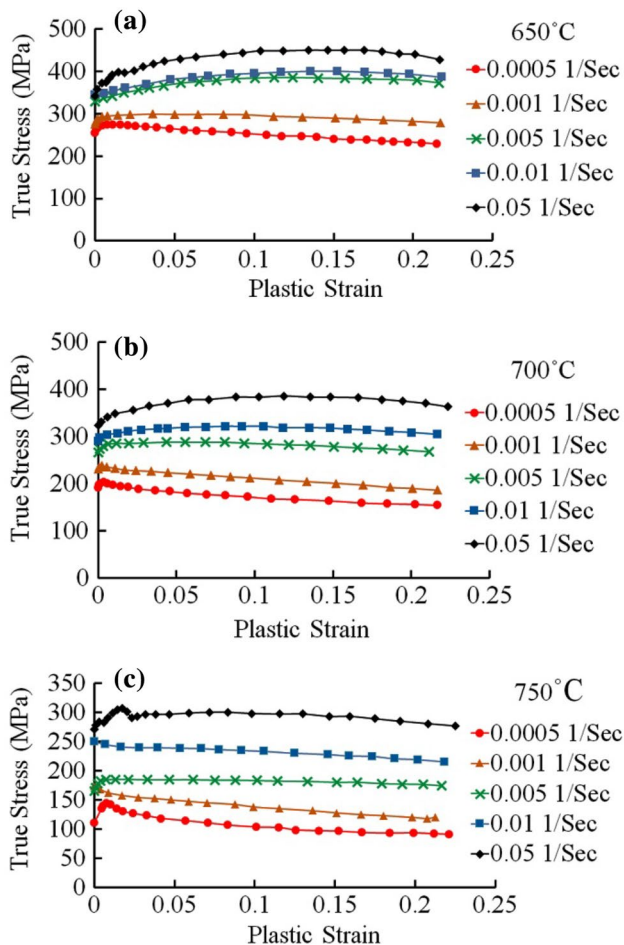 (a)
650°C
True Stress (MPa)
500
400
300
200
100
0
0 0.05 0.1 0.15 0.2 0.25
Plastic Strain
0.0005 1/Sec
0.001 1/Sec
0.005 1/Sec
0.0.01 1/Sec
0.05 1/Sec
(b)
700°C
True Stress (MPa)
500
400
300
200
100
0
0 0.05 0.1 0.15 0.2 0.25
Plastic Strain
0.0005 1/Sec
0.001 1/Sec
0.005 1/Sec
0.01 1/Sec
0.05 1/Sec
(c)
750°C
True Stress (MPa)
350
300
250
200
150
100
50
0
0 0.05 0.1 0.15 0.2 0.25
Plastic Strain
0.0005 1/Sec
0.001 1/Sec
0.005 1/Sec
0.01 1/Sec
0.05 1/Sec